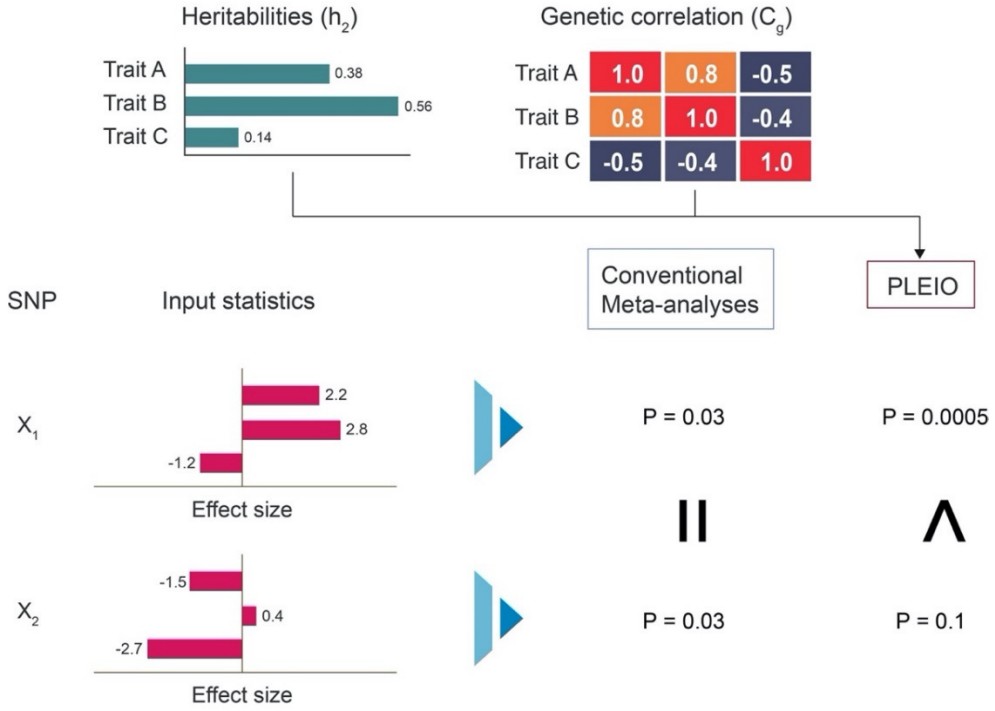 Heritabilities (h₂)
Trait A 0.38
Trait B 0.56
Trait C 0.14
Genetic correlation (C_g)
Trait A 1.0 0.8 -0.5
Trait B 0.8 1.0 -0.4
Trait C -0.5 -0.4 1.0
SNP
Input statistics
Conventional
Meta-analyses
PLEIO
X₁
2.2
2.8
-1.2
Effect size
P = 0.03
P = 0.0005
=
<
X₂
-1.5
0.4
-2.7
Effect size
P = 0.03
P = 0.1